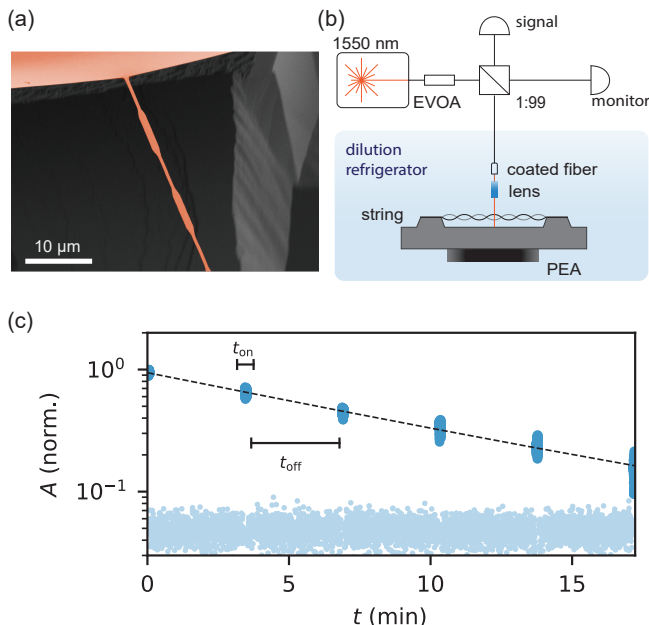 (a)
10 µm
(b)
signal
1550 nm
EVOA
1:99
monitor
dilution
refrigerator
coated fiber
lens
string
PEA
(c)
t_on
t_off
10^0
10^-1
A (norm.)
0
5
10
15
t (min)